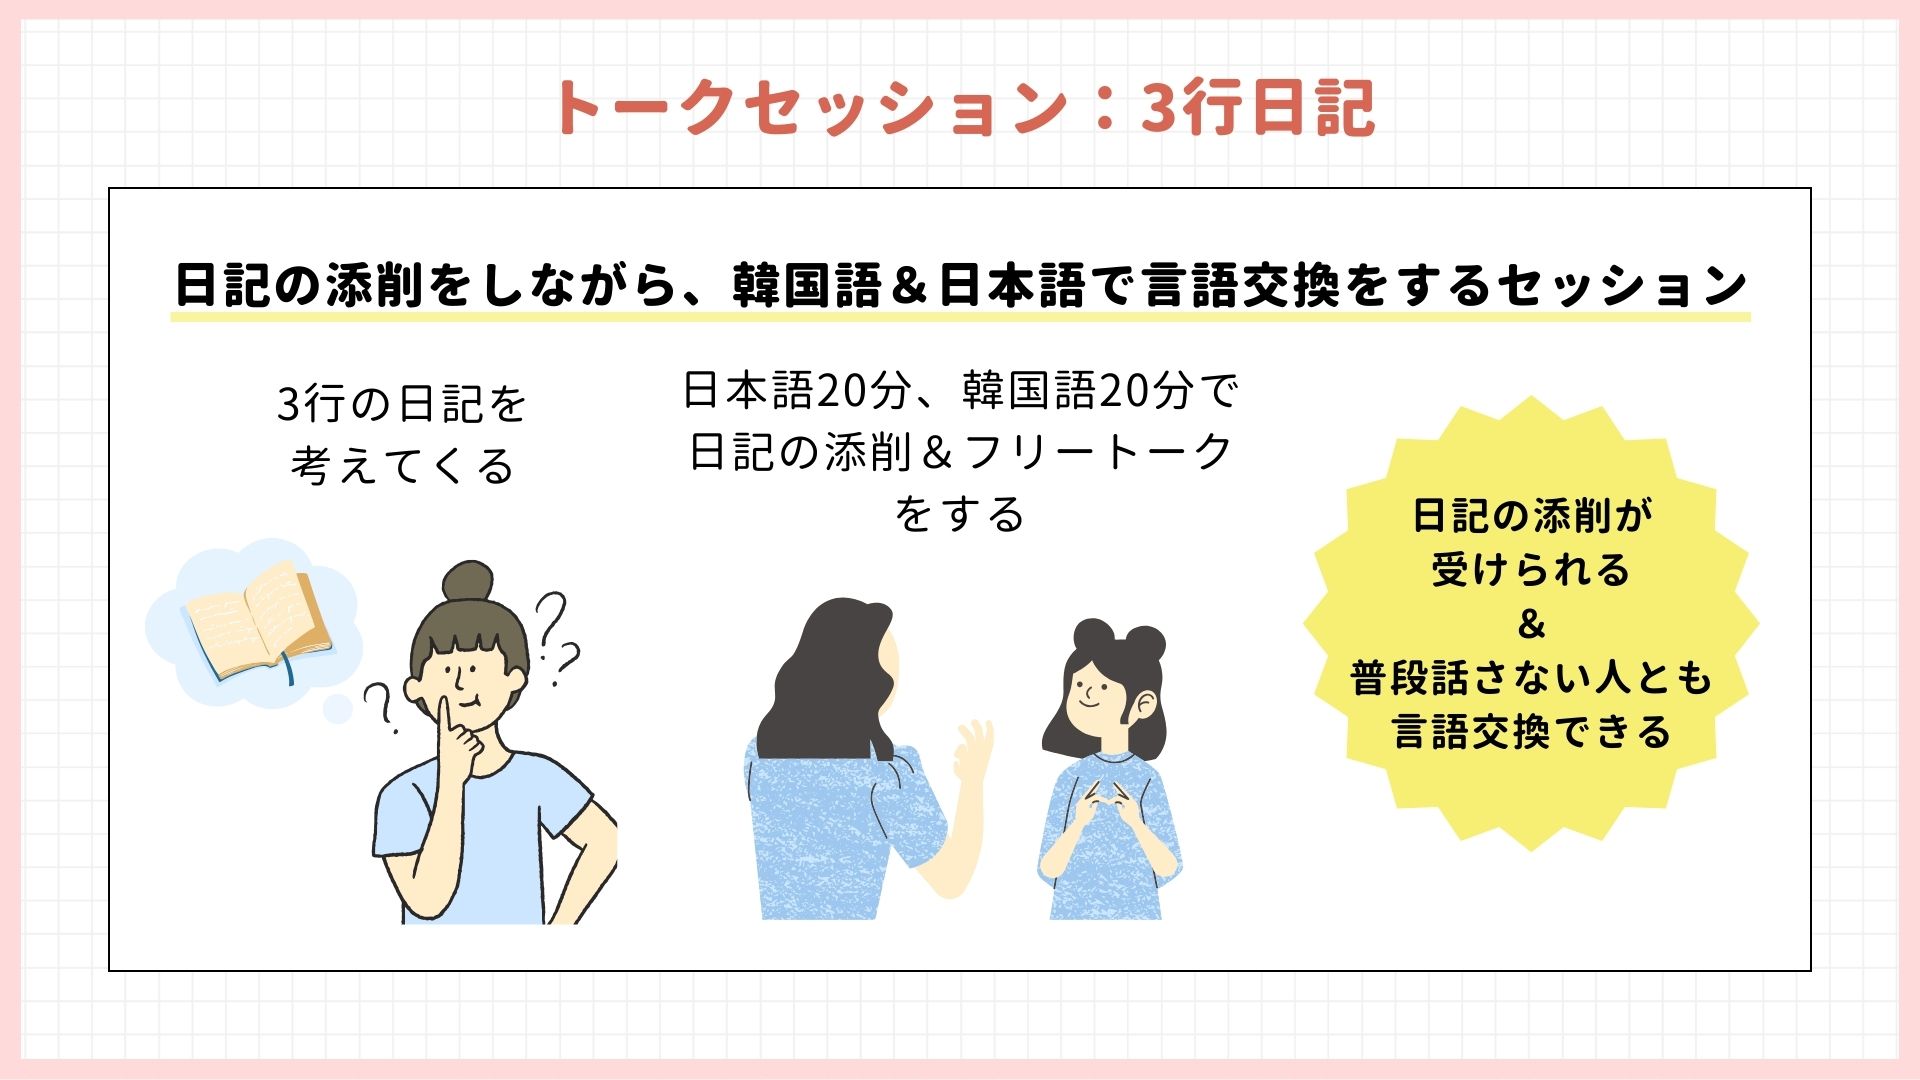 トークセッション：3行日記
日記の添削をしながら、韓国語＆日本語で言語交換をするセッション
3行の日記を
考えてくる
日本語20分、韓国語20分で
日記の添削＆フリートーク
をする
日記の添削が
受けられる
&
普段話さない人とも
言語交換できる